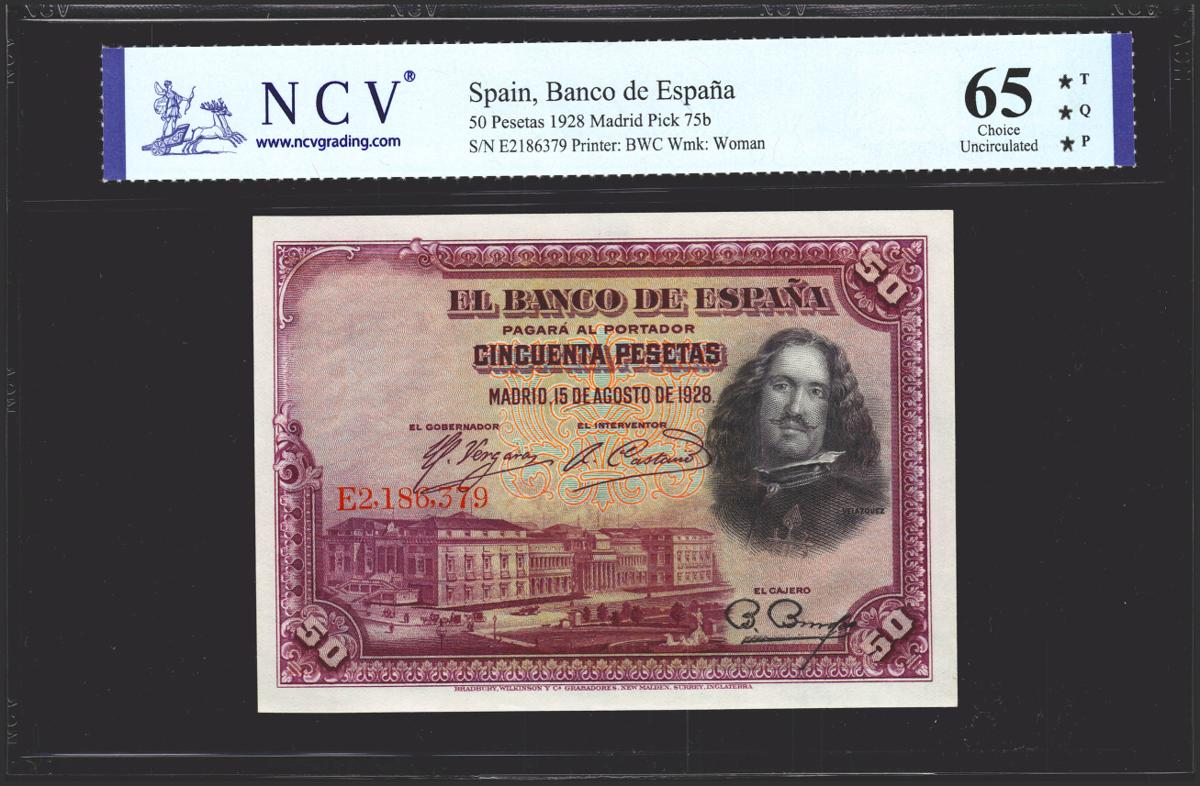 NCV®
www.ncvgrading.com
Spain, Banco de España
50 Pesetas 1928 Madrid Pick 75b
S/N E2186379 Printer: BWC Wmk: Woman
65
Choice
Uncirculated
★ T
★ Q
★ P
50
EL BANCO DE ESPAÑA
PAGARÁ AL PORTADOR
CINCUENTA PESETAS
MADRID, 15 DE AGOSTO DE 1928.
EL GOBERNADOR
EL INTERVENTOR
E2,186,379
VELAZQUEZ
EL CAJERO
50
50
BRADBURY, WILKINSON Y Cª GRABADORES. NEW MALDEN. SURREY, INGLATERRA